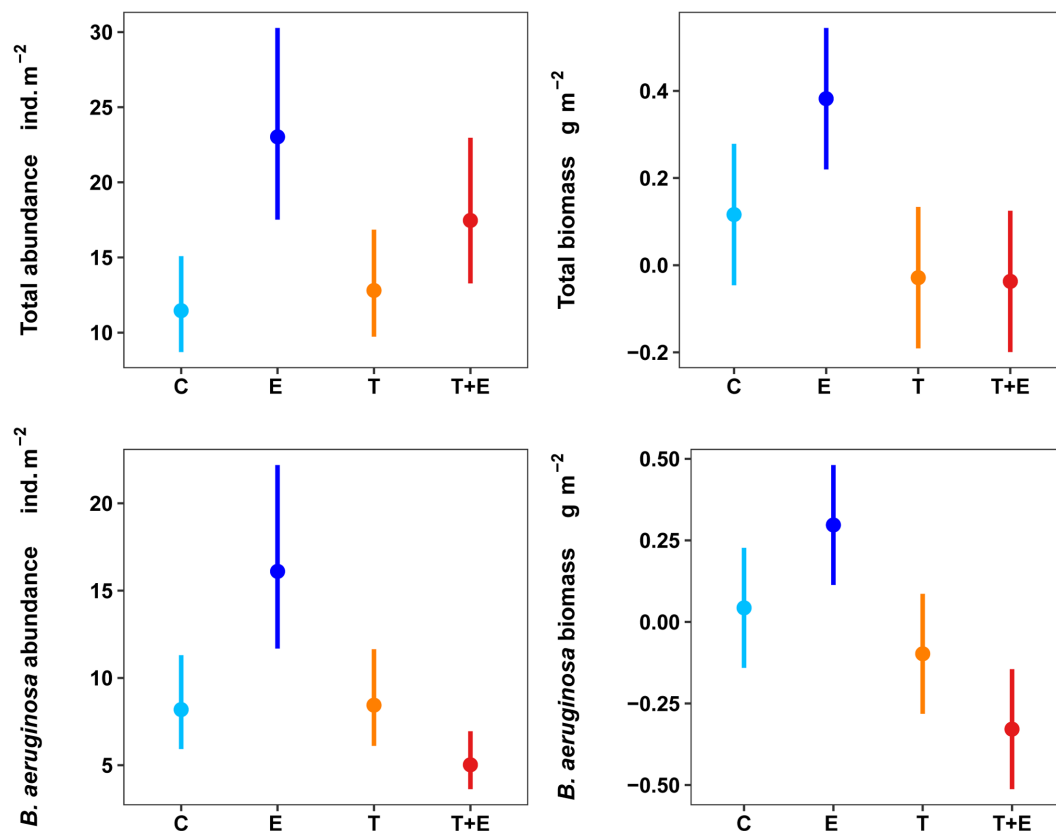 Total abundance ind. m⁻²
30
25
20
15
10
C E T T+E
Total biomass g m⁻²
0.4
0.2
0.0
−0.2
C E T T+E
B. aeruginosa abundance ind. m⁻²
20
15
10
5
C E T T+E
B. aeruginosa biomass g m⁻²
0.50
0.25
0.00
−0.25
−0.50
C E T T+E